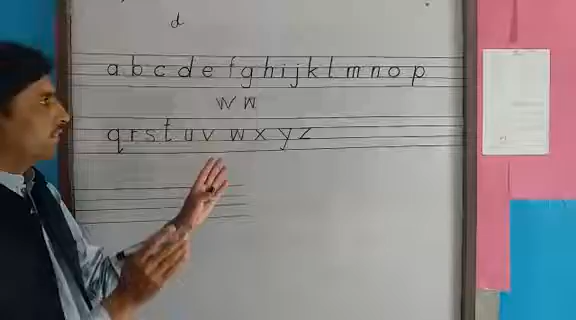 d
a b c d e f g h i j k l m n o p
w w
q r s t u v w x y z